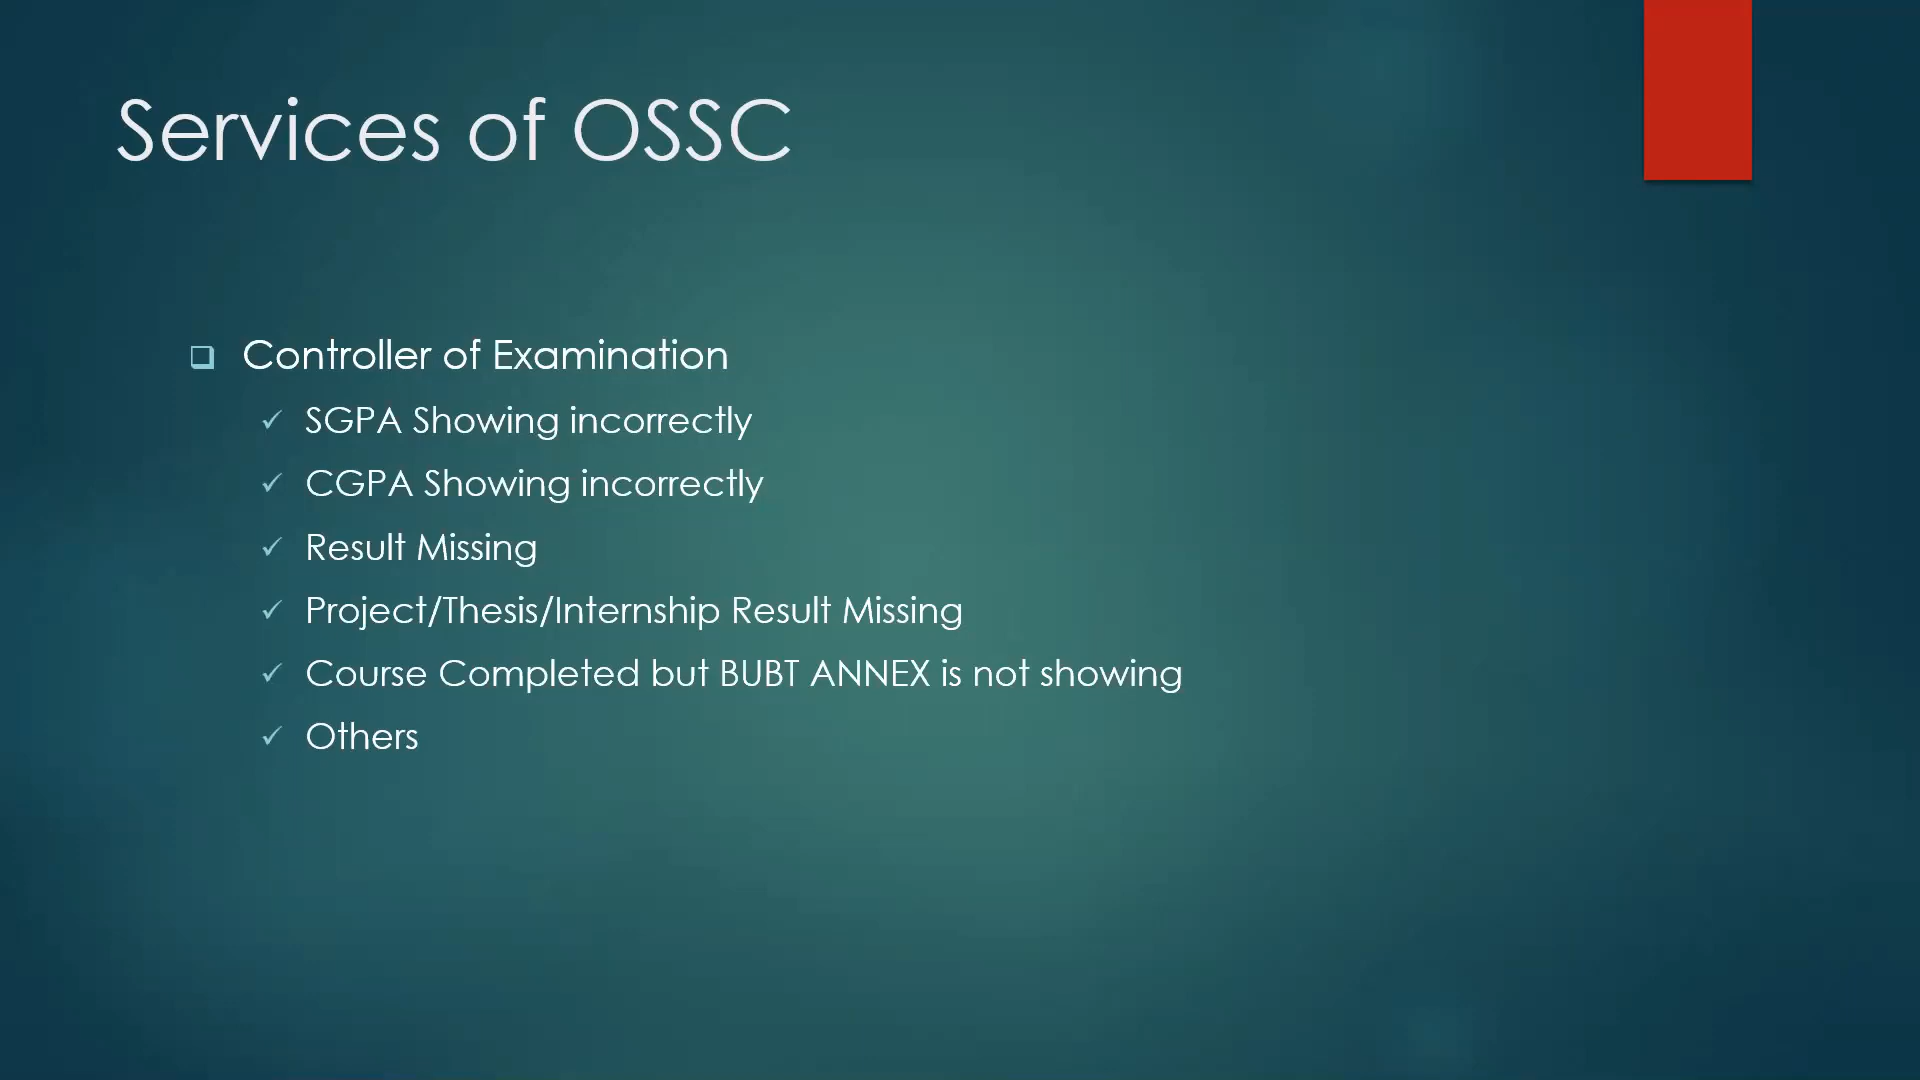 Services of OSSC
Controller of Examination
SGPA Showing incorrectly
CGPA Showing incorrectly
Result Missing
Project/Thesis/Internship Result Missing
Course Completed but BUBT ANNEX is not showing
Others